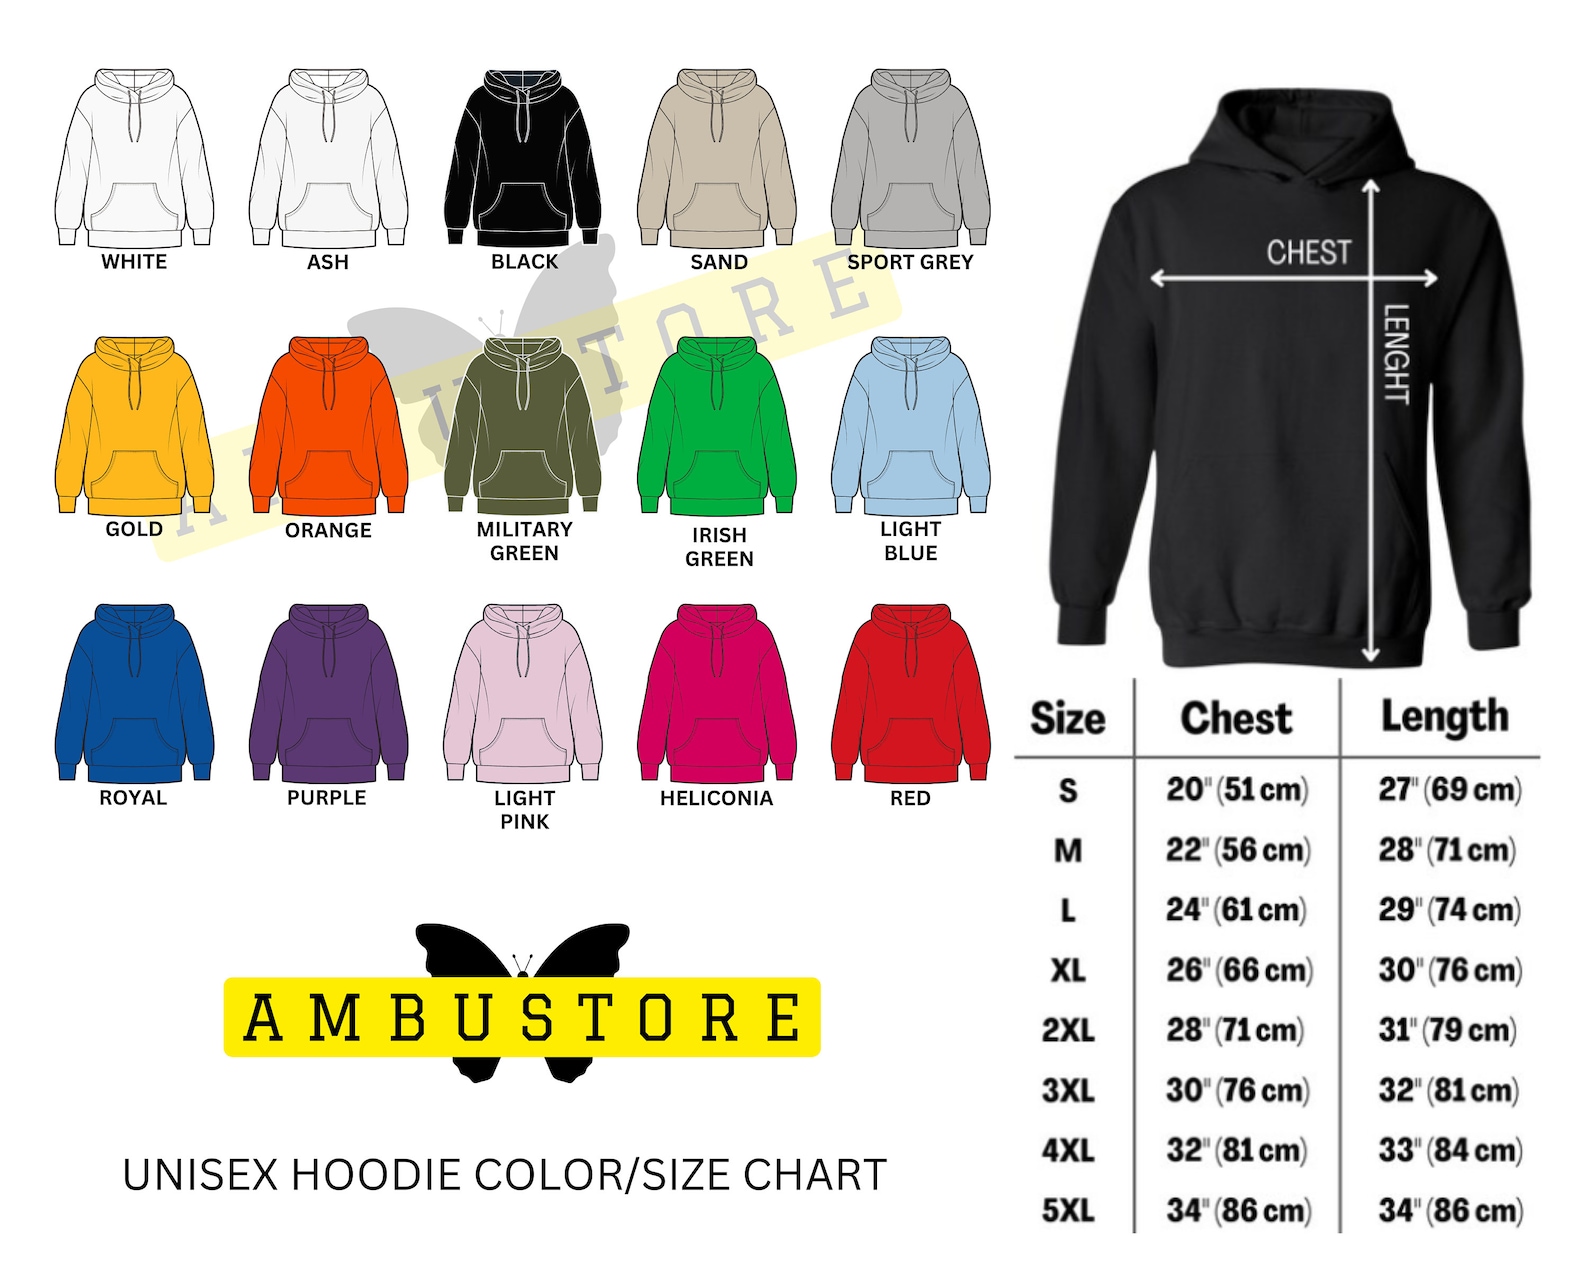 WHITE
ASH
BLACK
SAND
SPORT GREY
GOLD
ORANGE
MILITARY
GREEN
IRISH
GREEN
LIGHT
BLUE
ROYAL
PURPLE
LIGHT
PINK
HELICONIA
RED
AMBUSTORE
AMBUSTORE
UNISEX HOODIE COLOR/SIZE CHART
CHEST
LENGHT
Size Chest Length
S 20" (51 cm) 27" (69 cm)
M 22" (56 cm) 28" (71 cm)
L 24" (61 cm) 29" (74 cm)
XL 26" (66 cm) 30" (76 cm)
2XL 28" (71 cm) 31" (79 cm)
3XL 30" (76 cm) 32" (81 cm)
4XL 32" (81 cm) 33" (84 cm)
5XL 34" (86 cm) 34" (86 cm)